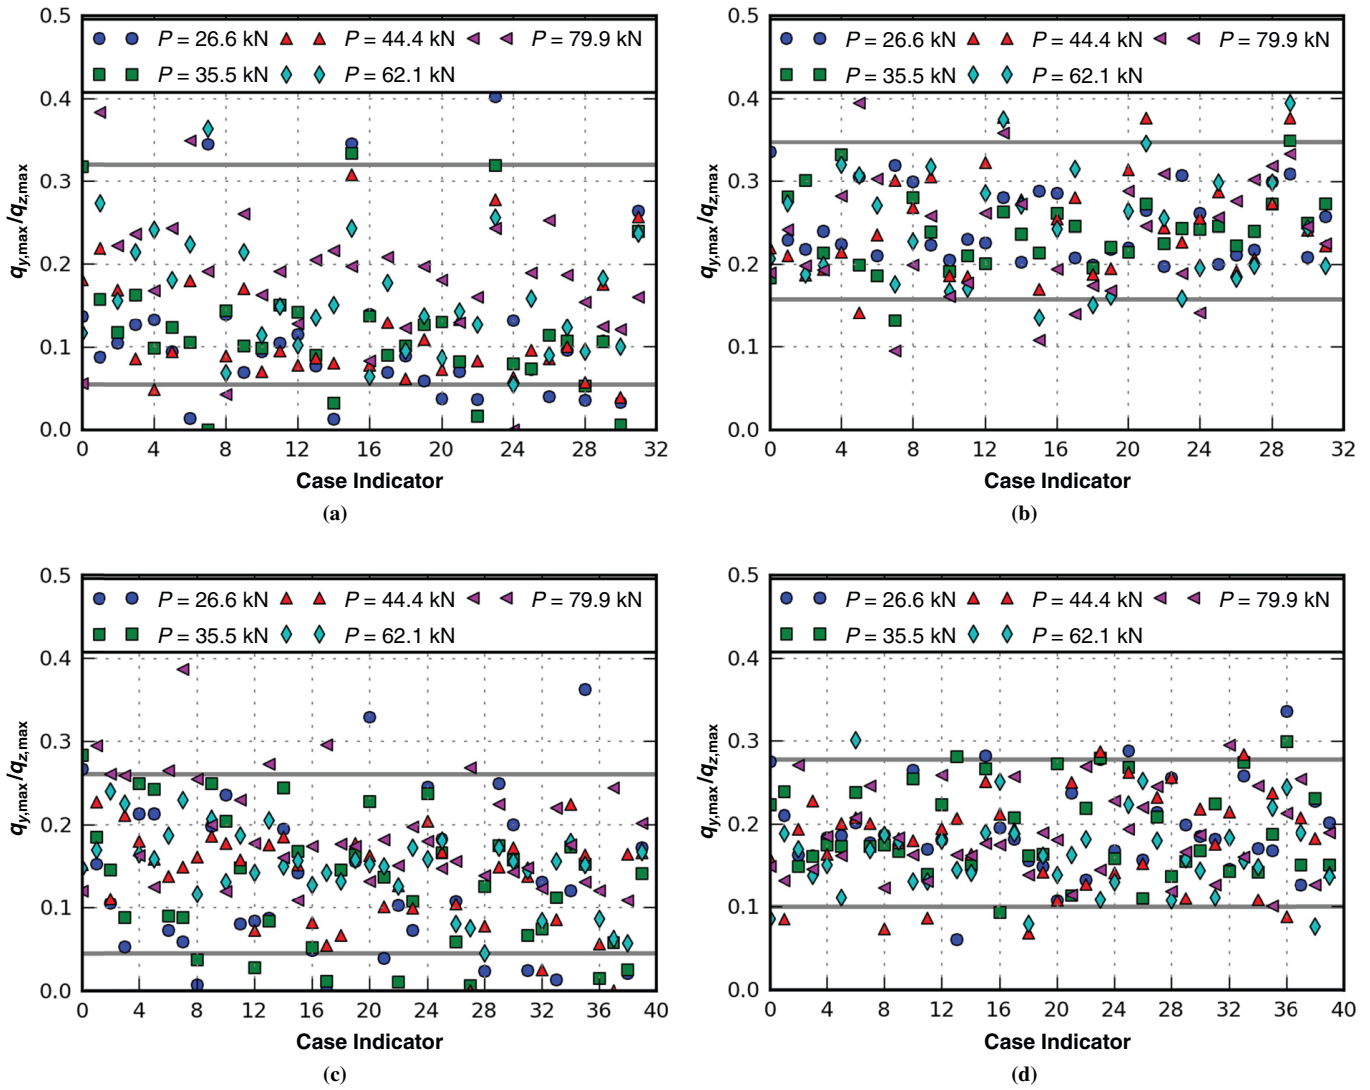 0.5
P = 26.6 kN P = 44.4 kN P = 79.9 kN
P = 35.5 kN P = 62.1 kN
0.4
0.3
0.2
0.1
0.0
qy,max/qz,max
0 4 8 12 16 20 24 28 32
Case Indicator
(a)
0.5
P = 26.6 kN P = 44.4 kN P = 79.9 kN
P = 35.5 kN P = 62.1 kN
0.4
0.3
0.2
0.1
0.0
qy,max/qz,max
0 4 8 12 16 20 24 28 32
Case Indicator
(b)
0.5
P = 26.6 kN P = 44.4 kN P = 79.9 kN
P = 35.5 kN P = 62.1 kN
0.4
0.3
0.2
0.1
0.0
qy,max/qz,max
0 4 8 12 16 20 24 28 32 36 40
Case Indicator
(c)
0.5
P = 26.6 kN P = 44.4 kN P = 79.9 kN
P = 35.5 kN P = 62.1 kN
0.4
0.3
0.2
0.1
0.0
qy,max/qz,max
0 4 8 12 16 20 24 28 32 36 40
Case Indicator
(d)